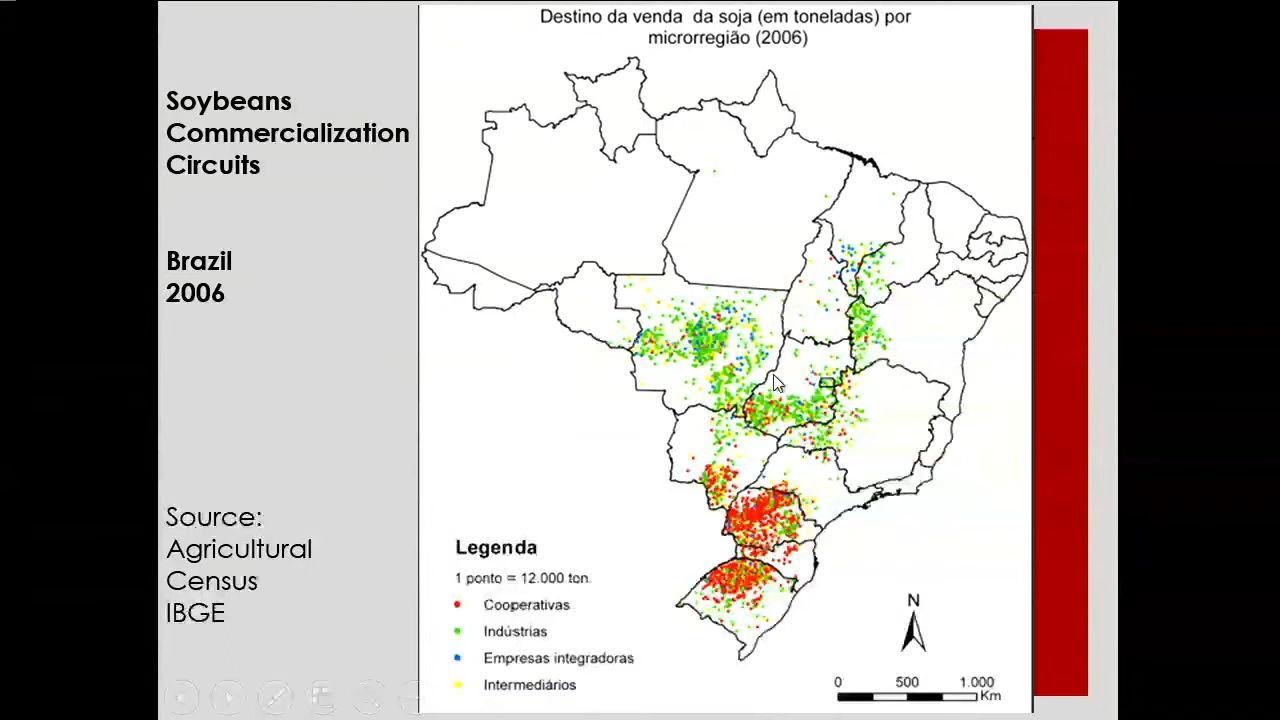 Soybeans
Commercialization
Circuits
Brazil
2006
Source:
Agricultural
Census
IBGE
Destino da venda da soja (em toneladas) por
microrregião (2006)
Legenda
1 ponto = 12.000 ton.
Cooperativas
Indústrias
Empresas integradoras
Intermediários
N
0 500 1.000
Km